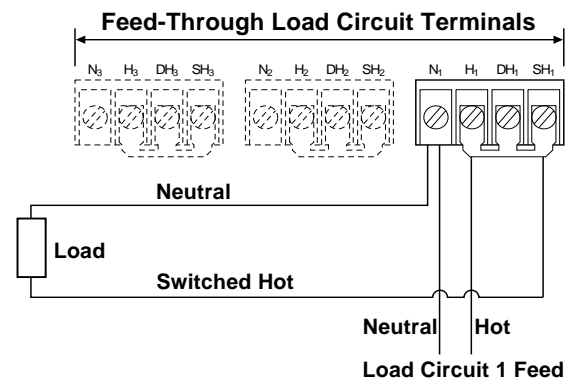 Feed-Through Load Circuit Terminals
N3 H3 DH3 SH3 N2 H2 DH2 SH2 N1 H1 DH1 SH1
Neutral
Load
Switched Hot
Neutral Hot
Load Circuit 1 Feed